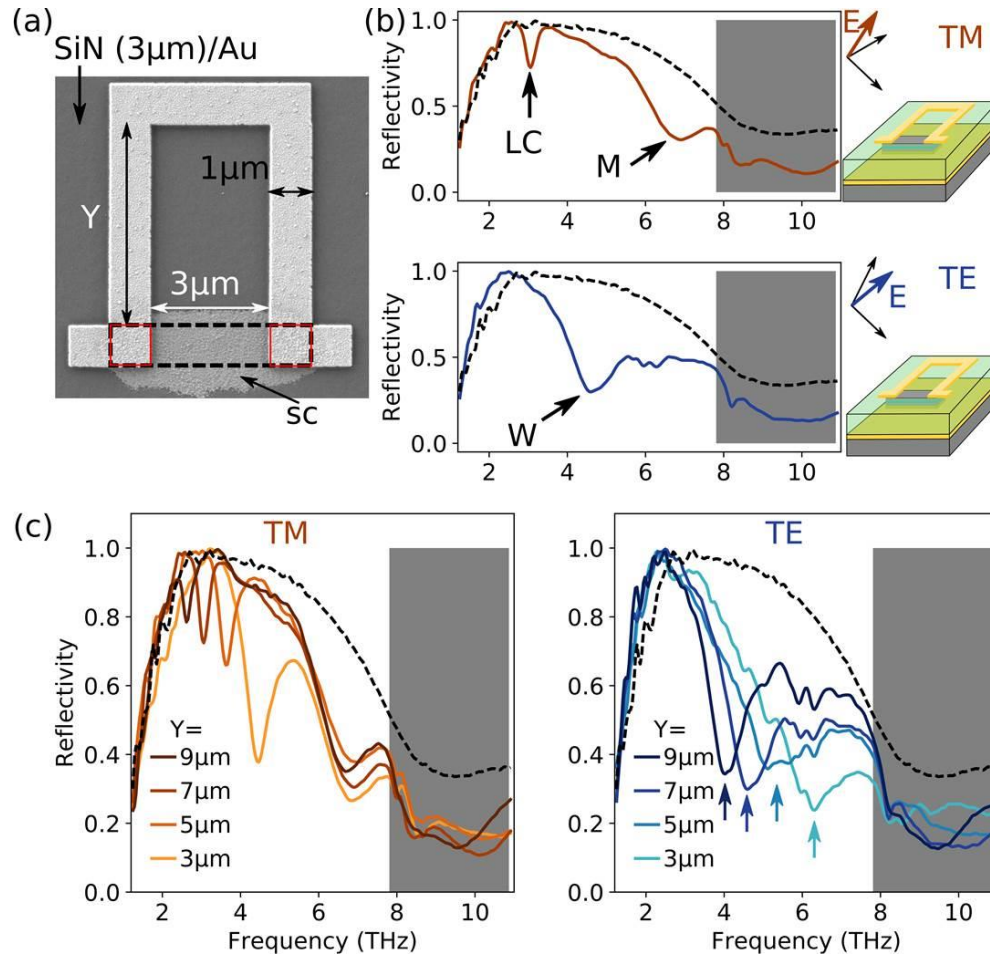 (a)
SiN (3µm)/Au
Y
1µm
3µm
sc
(b)
Reflectivity
1.0
0.5
0.0
LC
M
2
4
6
8
10
E
TM
Reflectivity
1.0
0.5
0.0
W
2
4
6
8
10
E
TE
(c)
TM
Reflectivity
1.0
0.8
0.6
0.4
0.2
0.0
Y=
9µm
7µm
5µm
3µm
2
4
6
8
10
Frequency (THz)
TE
Reflectivity
1.0
0.8
0.6
0.4
0.2
0.0
Y=
9µm
7µm
5µm
3µm
2
4
6
8
10
Frequency (THz)